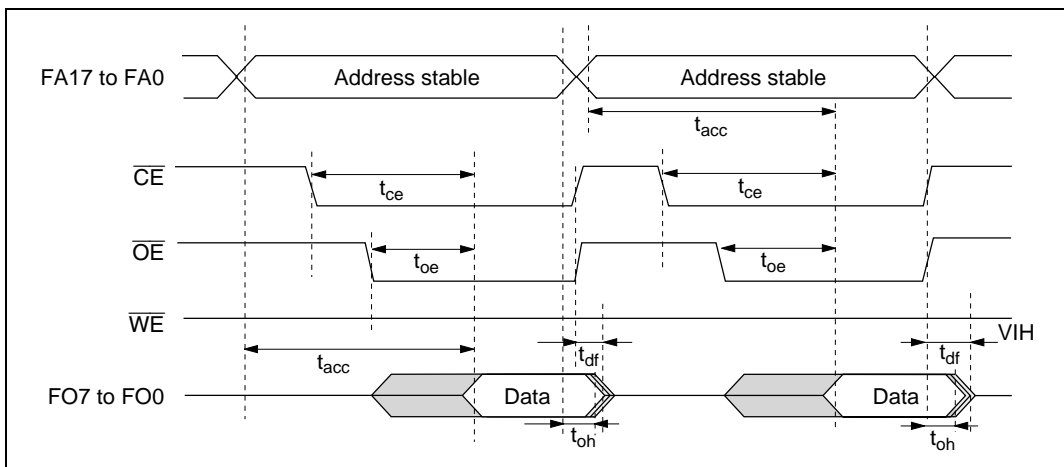 FA17 to FA0
Address stable
Address stable
tacc
CE
tce
tce
OE
toe
toe
WE
VIH
tacc
tdf
tdf
FO7 to FO0
Data
Data
toh
toh